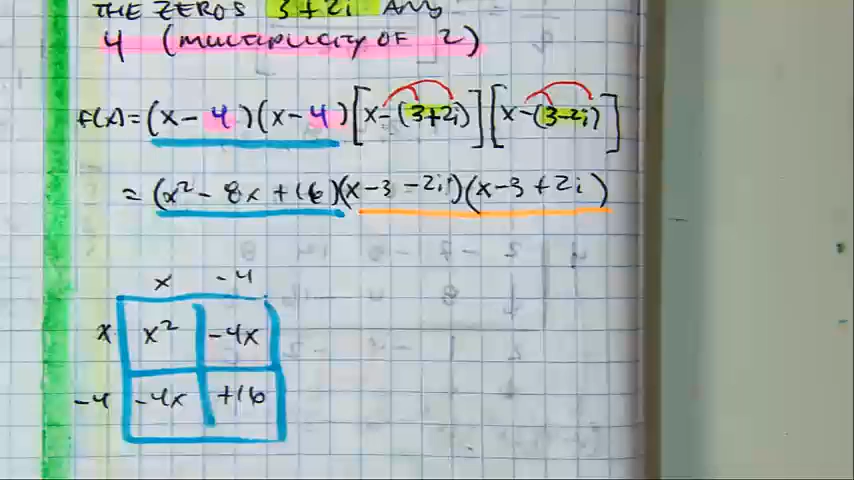 THE ZEROS 3+2i AND
4 (MULTIPLICITY OF 2)
f(x)=(x-4)(x-4)[x-(3+2i)][x-(3-2i)]
=(x²-8x+16)(x-3-2i)(x-3+2i)
x -4
x x² -4x
-4 -4x +16